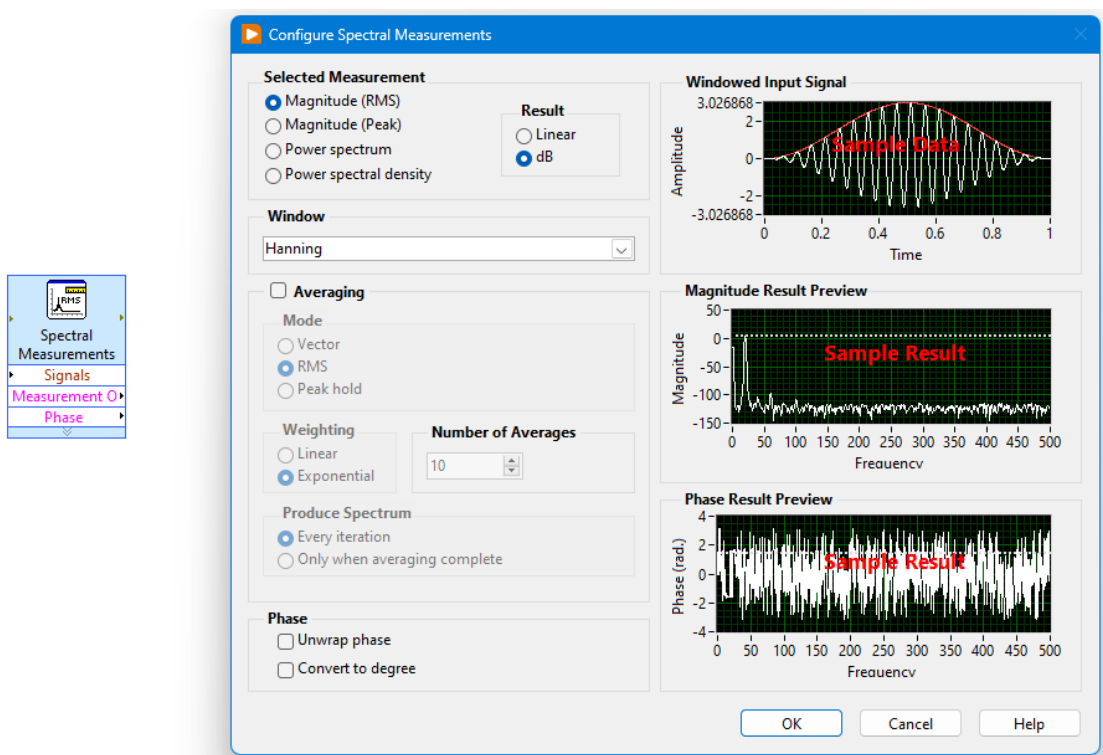 Configure Spectral Measurements
Selected Measurement
Magnitude (RMS)
Magnitude (Peak)
Power spectrum
Power spectral density
Result
Linear
dB
Window
Hanning
Averaging
Mode
Vector
RMS
Peak hold
Weighting
Linear
Exponential
Number of Averages
10
Produce Spectrum
Every iteration
Only when averaging complete
Phase
Unwrap phase
Convert to degree
Windowed Input Signal
Amplitude
3.026868
2
0
-2
-3.026868
Sample Data
0 0.2 0.4 0.6 0.8 1
Time
Magnitude Result Preview
Magnitude
50
0
-50
-100
-150
Sample Result
0 50 100 150 200 250 300 350 400 450 500
Frequency
Phase Result Preview
Phase (rad.)
4
2
0
-2
-4
Sample Result
0 50 100 150 200 250 300 350 400 450 500
Frequency
OK Cancel Help
RMS
Spectral
Measurements
Signals
Measurement O
Phase